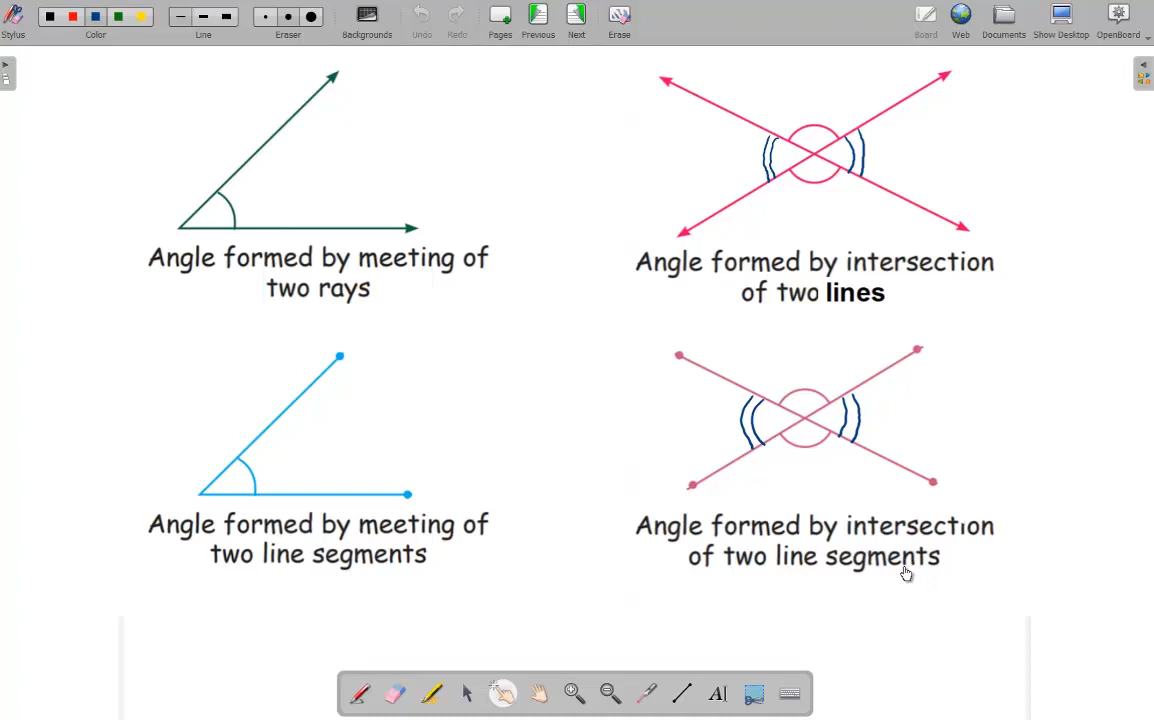 Stylus Color Line Eraser Backgrounds Undo Redo Pages Previous Next Erase Board Web Documents Show Desktop OpenBoard
Angle formed by meeting of
two rays
Angle formed by intersection
of two lines
Angle formed by meeting of
two line segments
Angle formed by intersection
of two line segments